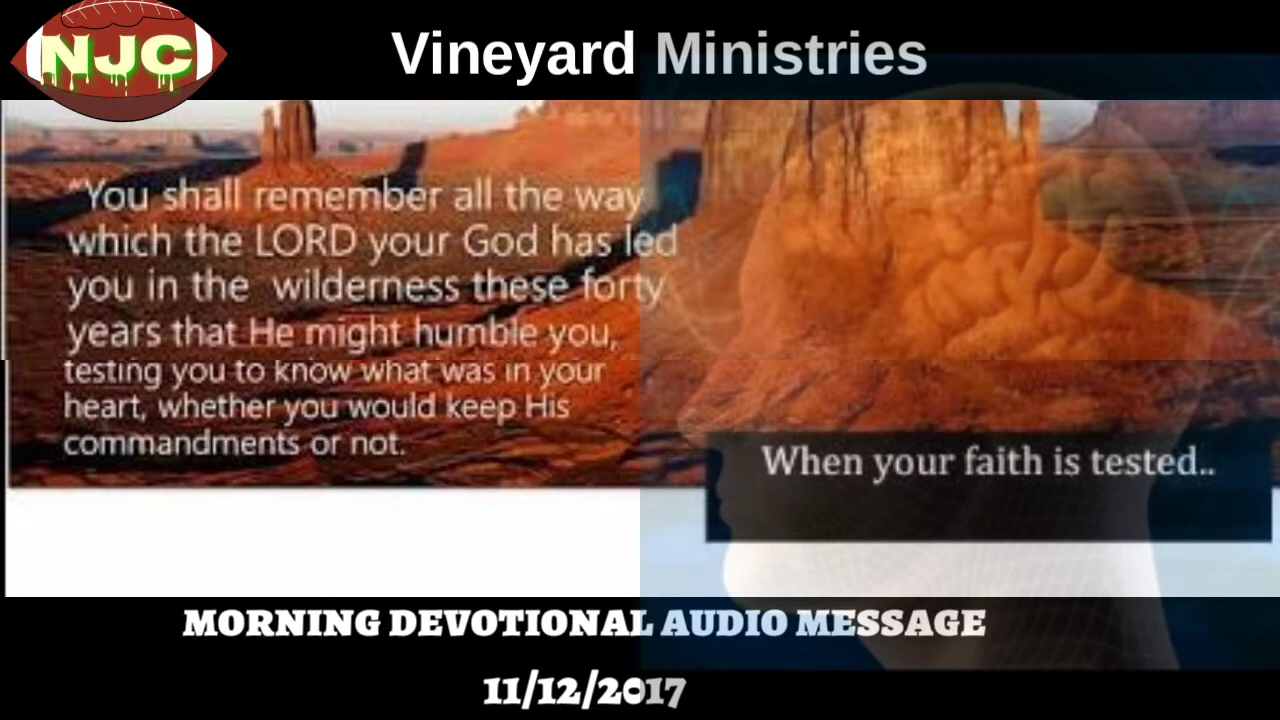 NJC
Vineyard Ministries
"You shall remember all the way
which the LORD your God has led
you in the wilderness these forty
years that He might humble you,
testing you to know what was in your
heart, whether you would keep His
commandments or not.
When your faith is tested..
MORNING DEVOTIONAL AUDIO MESSAGE
11/12/2017